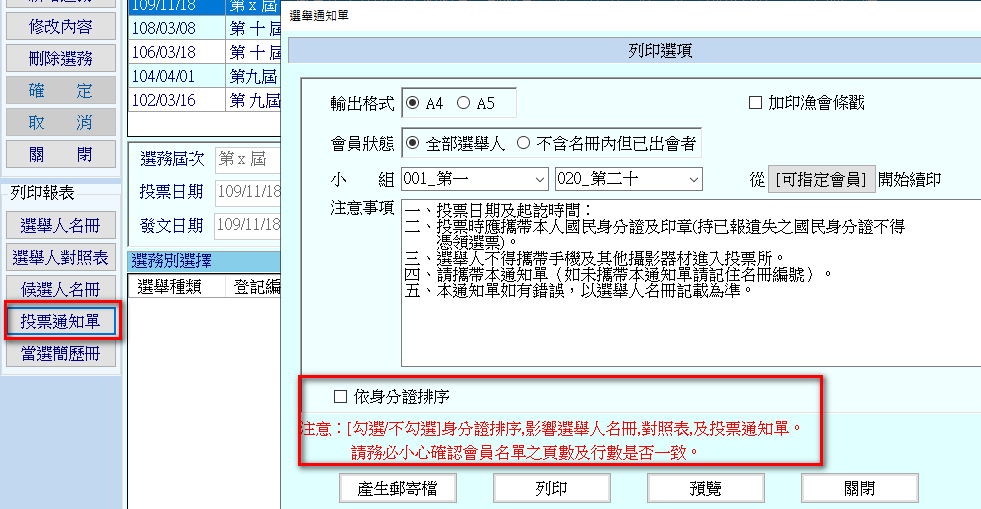 修改內容
刪除選務
確 定
取 消
關 閉
列印報表
選舉人名冊
選舉人對照表
候選人名冊
投票通知單
當選簡歷冊
109/11/18 第 x 屆
108/03/08 第 十 屆
106/03/18 第 十 屆
104/04/01 第九屆
102/03/16 第 九屆
選務屆次 第 x 屆
投票日期 109/11/18
發文日期 109/11/18
選務別選擇
選舉種類 登記編
選舉通知單
列印選項
輸出格式 A4 A5 加印漁會條戳
會員狀態 全部選舉人 不含名冊內但已出會者
小 組 001_第一 020_第二十 從 [可指定會員] 開始續印
注意事項
一、投票日期及起訖時間：
二、投票時應攜帶本人國民身分證及印章(持已報遺失之國民身分證不得
憑領選票)。
三、選舉人不得攜帶手機及其他攝影器材進入投票所。
四、請攜帶本通知單（如未攜帶本通知單請記住名冊編號）。
五、本通知單如有錯誤，以選舉人名冊記載為準。
依身分證排序
注意：[勾選/不勾選]身分證排序,影響選舉人名冊,對照表,及投票通知單。
請務必小心確認會員名單之頁數及行數是否一致。
產生郵寄檔 列印 預覽 關閉